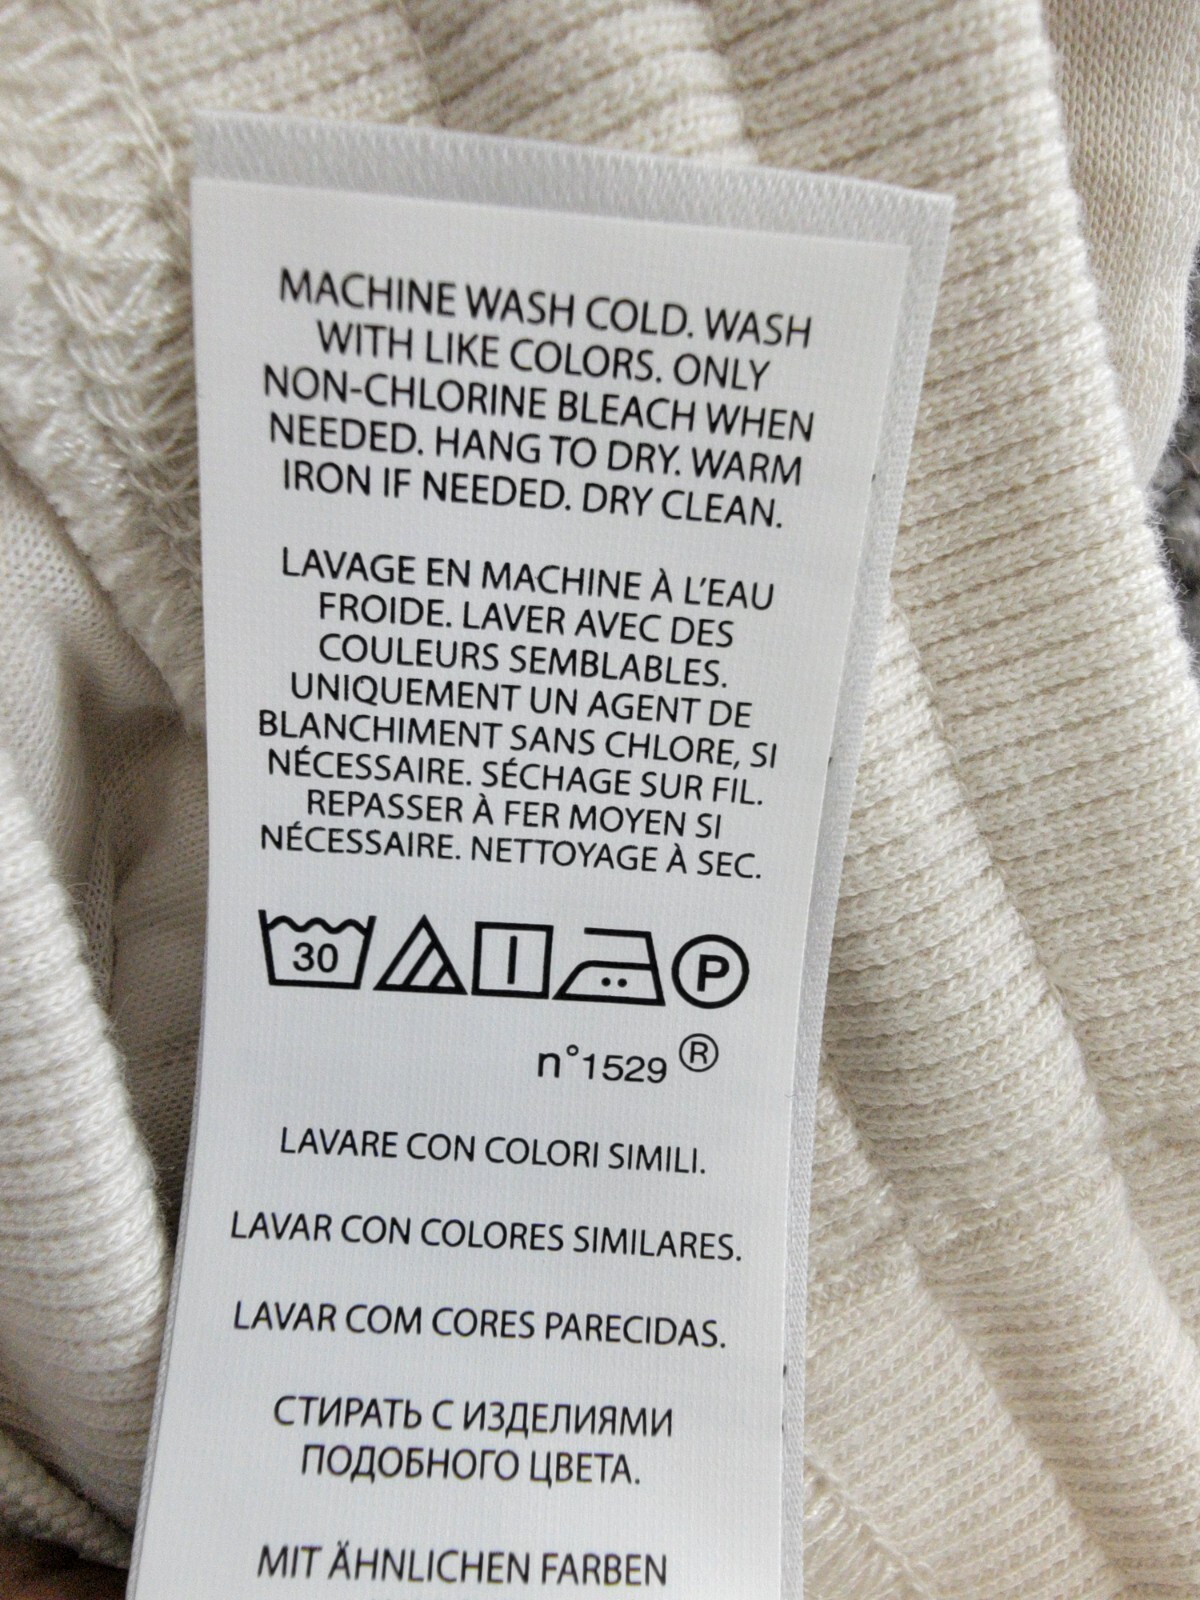 MACHINE WASH COLD. WASH
WITH LIKE COLORS. ONLY
NON-CHLORINE BLEACH WHEN
NEEDED. HANG TO DRY. WARM
IRON IF NEEDED. DRY CLEAN.
LAVAGE EN MACHINE À L'EAU
FROIDE. LAVER AVEC DES
COULEURS SEMBLABLES.
UNIQUEMENT UN AGENT DE
BLANCHIMENT SANS CHLORE, SI
NÉCESSAIRE. SÉCHAGE SUR FIL.
REPASSER À FER MOYEN SI
NÉCESSAIRE. NETTOYAGE À SEC.
30 P
n°1529 ®
LAVARE CON COLORI SIMILI.
LAVAR CON COLORES SIMILARES.
LAVAR COM CORES PARECIDAS.
СТИРАТЬ С ИЗДЕЛИЯМИ
ПОДОБНОГО ЦВЕТА.
MIT ÄHNLICHEN FARBEN